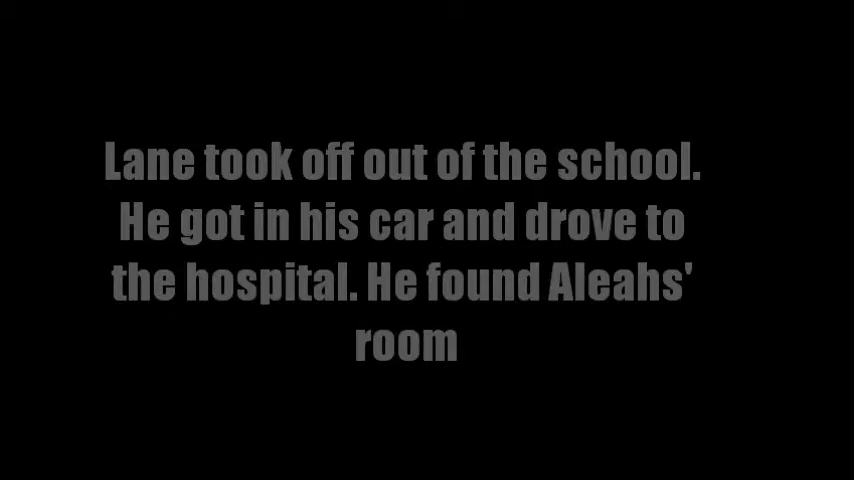 Lane took off out of the school.
He got in his car and drove to
the hospital. He found Aleahs'
room